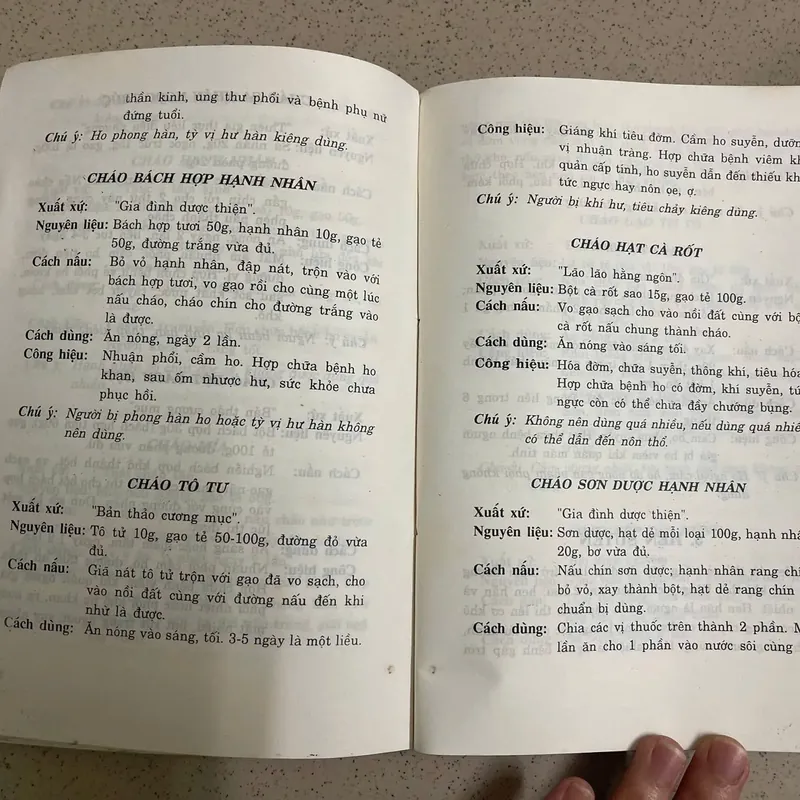 thần kinh, ung thư phổi và bệnh phụ nữ
đứng tuổi.
Chú ý: Ho phong hàn, tỳ vị hư hàn kiêng dùng.
CHÁO BÁCH HỢP HẠNH NHÂN
Xuất xứ: "Gia đình dược thiện".
Nguyên liệu: Bách hợp tươi 50g, hạnh nhân 10g, gạo tẻ
50g, đường trắng vừa đủ.
Cách nấu: Bỏ vỏ hạnh nhân, đập nát, trộn vào với
bách hợp tươi, vo gạo rồi cho cùng một lúc
nấu cháo, cháo chín cho đường trắng vào
là được.
Cách dùng: Ăn nóng, ngày 2 lần.
Công hiệu: Nhuận phổi, cầm ho. Hợp chữa bệnh ho
khan, sau ốm nhược hư, sức khỏe chưa
phục hồi.
Chú ý: Người bị phong hàn ho hoặc tỳ vị hư hàn không
nên dùng.
CHÁO TÔ TƯ
Xuất xứ: "Bản thảo cương mục".
Nguyên liệu: Tô tử 10g, gạo tẻ 50-100g, đường đỏ vừa
đủ.
Cách nấu: Giã nát tô tử trộn với gạo đã vo sạch, cho
vào nồi đất cùng với đường nấu đến khi
nhừ là được.
Cách dùng: Ăn nóng vào sáng, tối. 3-5 ngày là một liều.
Công hiệu: Giáng khí tiêu đờm. Cầm ho suyễn, dưỡn
vị nhuận tràng. Hợp chữa bệnh viêm kh
quản cấp tính, ho suyễn dẫn đến thiếu kh
tức ngực hay nôn ọe, ợ.
Chú ý: Người bị khí hư, tiêu chảy kiêng dùng.
CHÁO HẠT CÀ RỐT
Xuất xứ: "Lão lão hằng ngôn".
Nguyên liệu: Bột cà rốt sao 15g, gạo tẻ 100g.
Cách nấu: Vo gạo sạch cho vào nồi đất cùng với bộ
cà rốt nấu chung thành cháo.
Cách dùng: Ăn nóng vào sáng tối.
Công hiệu: Hóa đờm, chữa suyễn, thông khí, tiêu hóa
Hợp chữa bệnh ho có đờm, khí suyễn, tứ
ngực còn có thể chữa đầy chướng bụng.
Chú ý: Không nên dùng quá nhiều, nếu dùng quá nhiề
có thể dẫn đến nôn thổ.
CHÁO SƠN DƯỢC HẠNH NHÂN
Xuất xứ: "Gia đình dược thiện".
Nguyên liệu: Sơn dược, hạt dẻ mỗi loại 100g, hạnh nhâ
20g, bơ vừa đủ.
Cách nấu: Nấu chín sơn dược; hạnh nhân rang chí
bỏ vỏ, xay thành bột, hạt dẻ rang chín
chuẩn bị dùng.
Cách dùng: Chia các vị thuốc trên thành 2 phần. M
lần ăn cho 1 phần vào nước sôi cùng